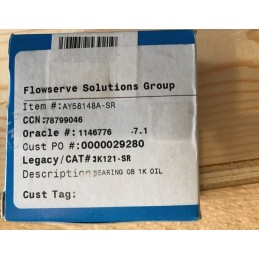 Flowserve Solutions Group
Item #:AY58148A-SR
CCN:78799046
Oracle #: 1146776 -7.1
Cust PO #:0000029280
Legacy/CAT#3K121-SR
Description BEARING OB 1K OIL
Cust Tag: